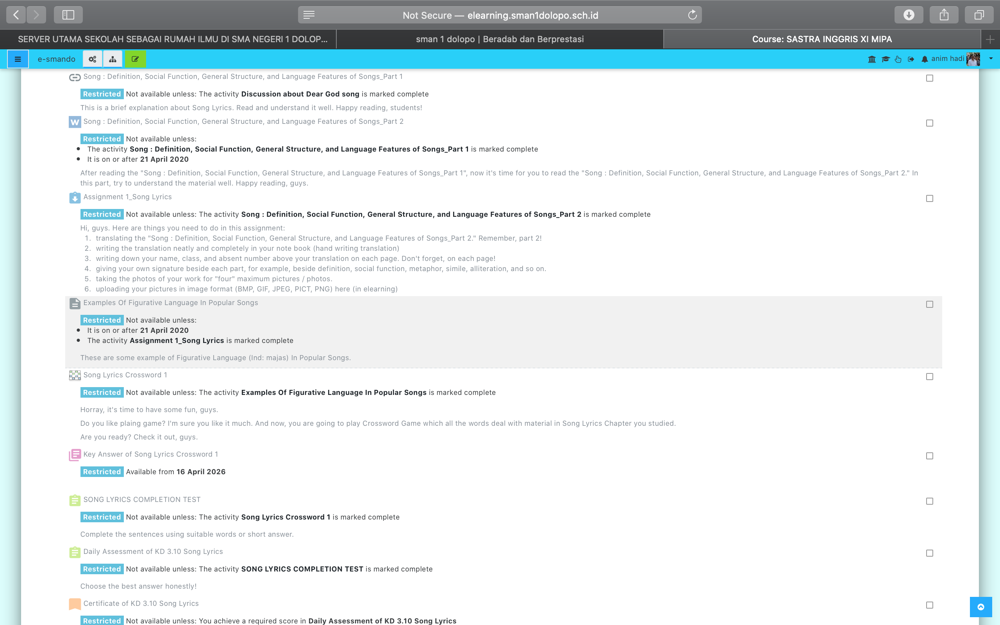 Not Secure — elearning.sman1dolopo.sch.id
SERVER UTAMA SEKOLAH SEBAGAI RUMAH ILMU DI SMA NEGERI 1 DOLOP...
sman 1 dolopo | Beradab dan Berprestasi
Course: SASTRA INGGRIS XI MIPA
e-smando
anim hadi
Song : Definition, Social Function, General Structure, and Language Features of Songs_Part 1
Restricted Not available unless: The activity Discussion about Dear God song is marked complete
This is a brief explanation about Song Lyrics. Read and understand it well. Happy reading, students!
W Song : Definition, Social Function, General Structure, and Language Features of Songs_Part 2
Restricted Not available unless:
• The activity Song : Definition, Social Function, General Structure, and Language Features of Songs_Part 1 is marked complete
• It is on or after 21 April 2020
After reading the "Song : Definition, Social Function, General Structure, and Language Features of Songs_Part 1", now it's time for you to read the "Song : Definition, Social Function, General Structure, and Language Features of Songs_Part 2." In
this part, try to understand the material well. Happy reading, guys.
Assignment 1_Song Lyrics
Restricted Not available unless: The activity Song : Definition, Social Function, General Structure, and Language Features of Songs_Part 2 is marked complete
Hi, guys. Here are things you need to do in this assignment:
1. translating the "Song : Definition, Social Function, General Structure, and Language Features of Songs_Part 2." Remember, part 2!
2. writing the translation neatly and completely in your note book (hand writing translation)
3. writing down your name, class, and absent number above your translation on each page. Don't forget, on each page!
4. giving your own signature beside each part, for example, beside definition, social function, metaphor, simile, alliteration, and so on.
5. taking the photos of your work for "four" maximum pictures / photos.
6. uploading your pictures in image format (BMP, GIF, JPEG, PICT, PNG) here (in elearning)
Examples Of Figurative Language In Popular Songs
Restricted Not available unless:
• It is on or after 21 April 2020
• The activity Assignment 1_Song Lyrics is marked complete
These are some example of Figurative Language (Ind: majas) In Popular Songs.
Song Lyrics Crossword 1
Restricted Not available unless: The activity Examples Of Figurative Language In Popular Songs is marked complete
Horray, it's time to have some fun, guys.
Do you like plaing game? I'm sure you like it much. And now, you are going to play Crossword Game which all the words deal with material in Song Lyrics Chapter you studied.
Are you ready? Check it out, guys.
Key Answer of Song Lyrics Crossword 1
Restricted Available from 16 April 2026
SONG LYRICS COMPLETION TEST
Restricted Not available unless: The activity Song Lyrics Crossword 1 is marked complete
Complete the sentences using suitable words or short answer.
Daily Assessment of KD 3.10 Song Lyrics
Restricted Not available unless: The activity SONG LYRICS COMPLETION TEST is marked complete
Choose the best answer honestly!
Certificate of KD 3.10 Song Lyrics
Restricted Not available unless: You achieve a required score in Daily Assessment of KD 3.10 Song Lyrics